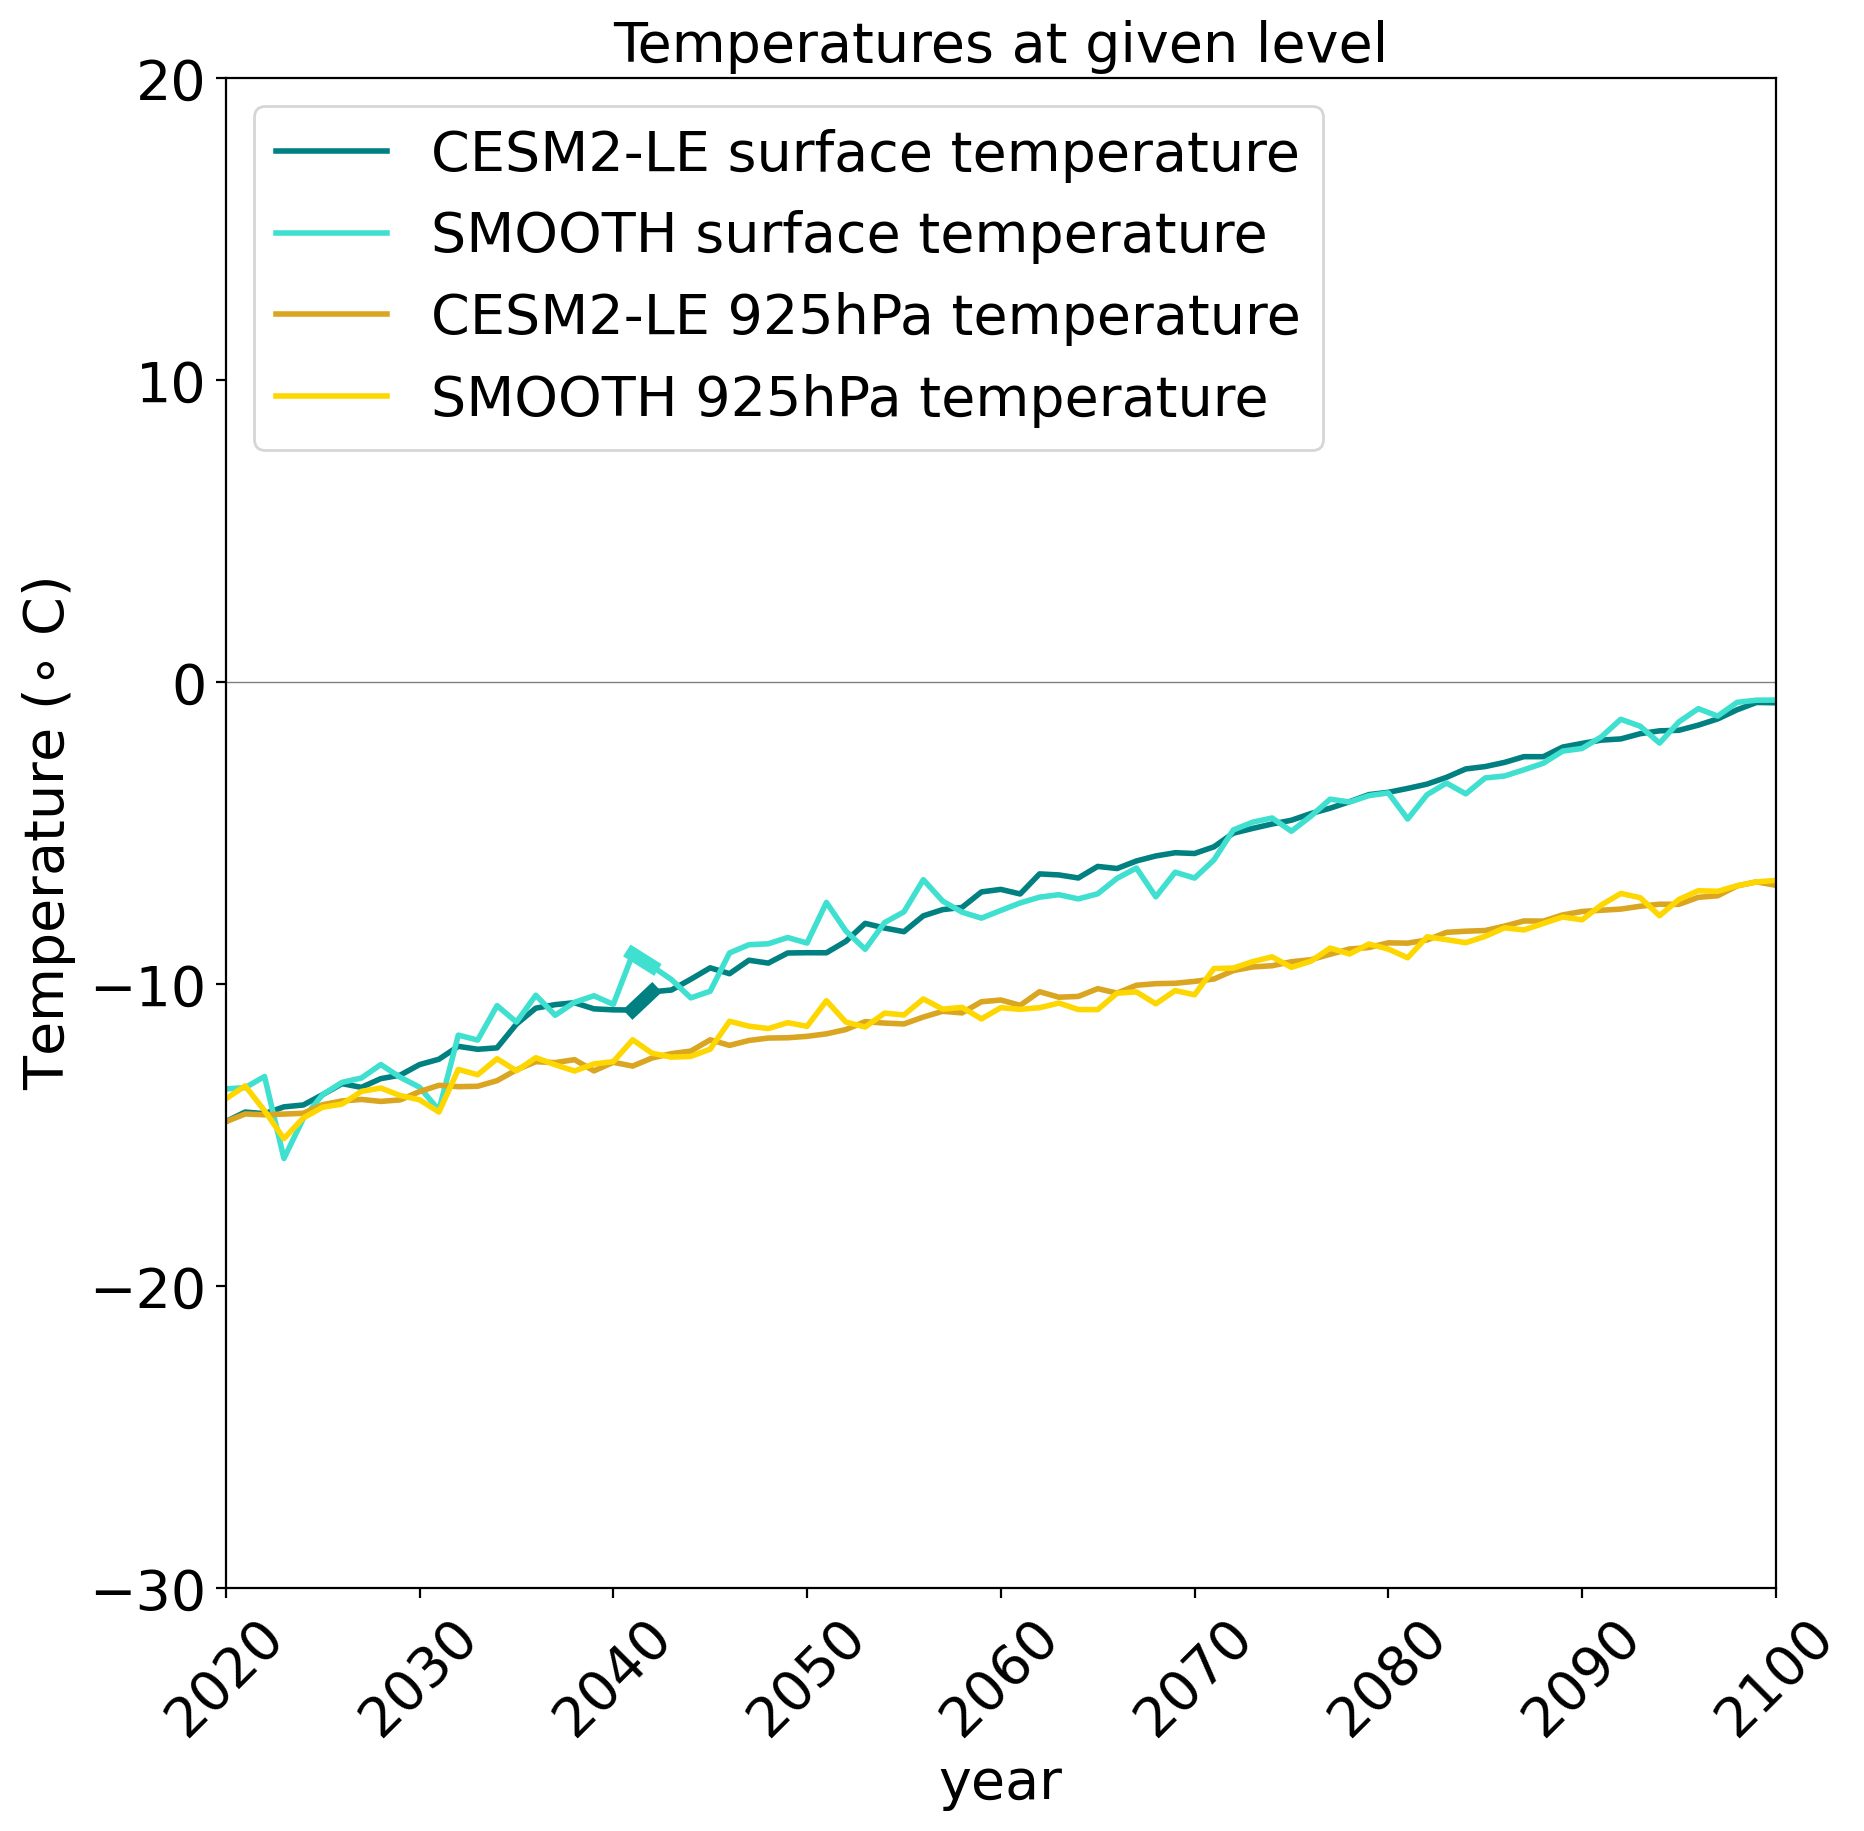 Temperatures at given level
20
10
0
−10
−20
−30
Temperature (∘ C)
CESM2-LE surface temperature
SMOOTH surface temperature
CESM2-LE 925hPa temperature
SMOOTH 925hPa temperature
2020 2030 2040 2050 2060 2070 2080 2090 2100
year